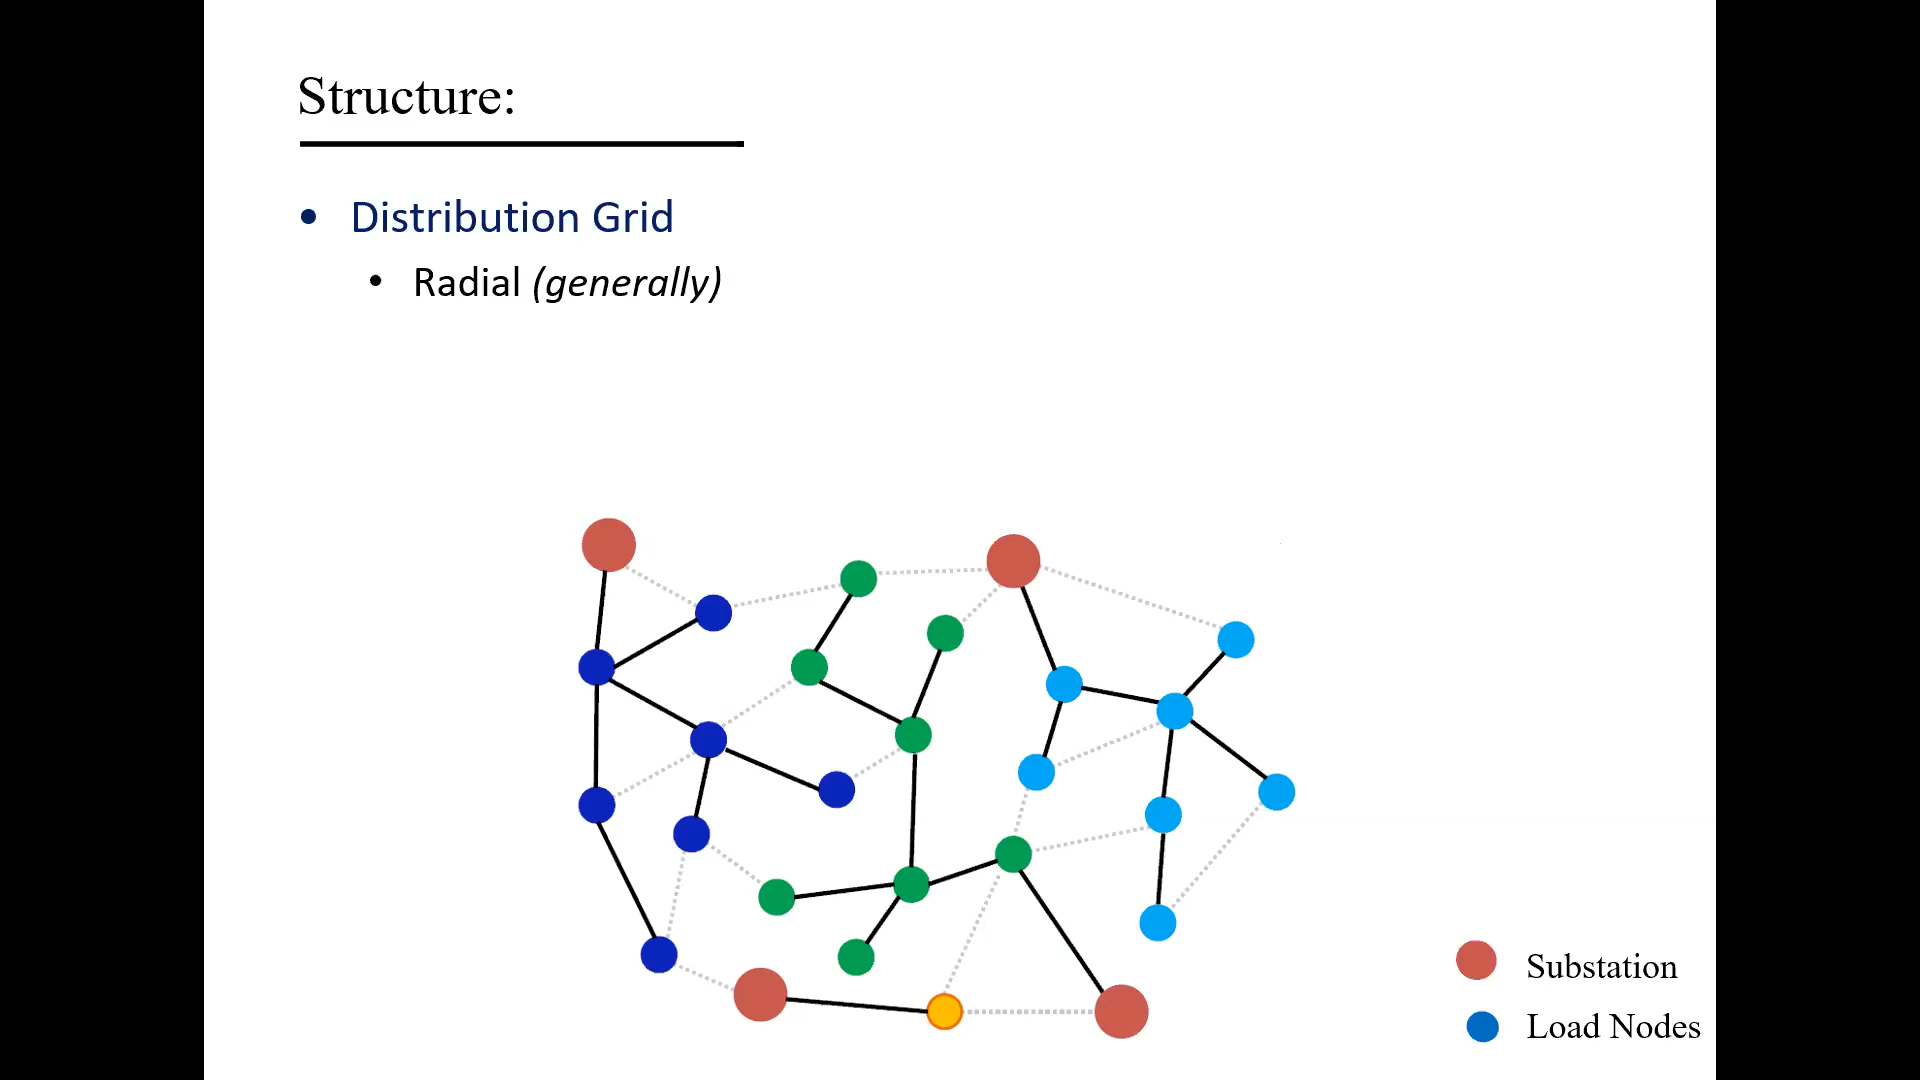 Structure:
• Distribution Grid
• Radial (generally)
Substation
Load Nodes